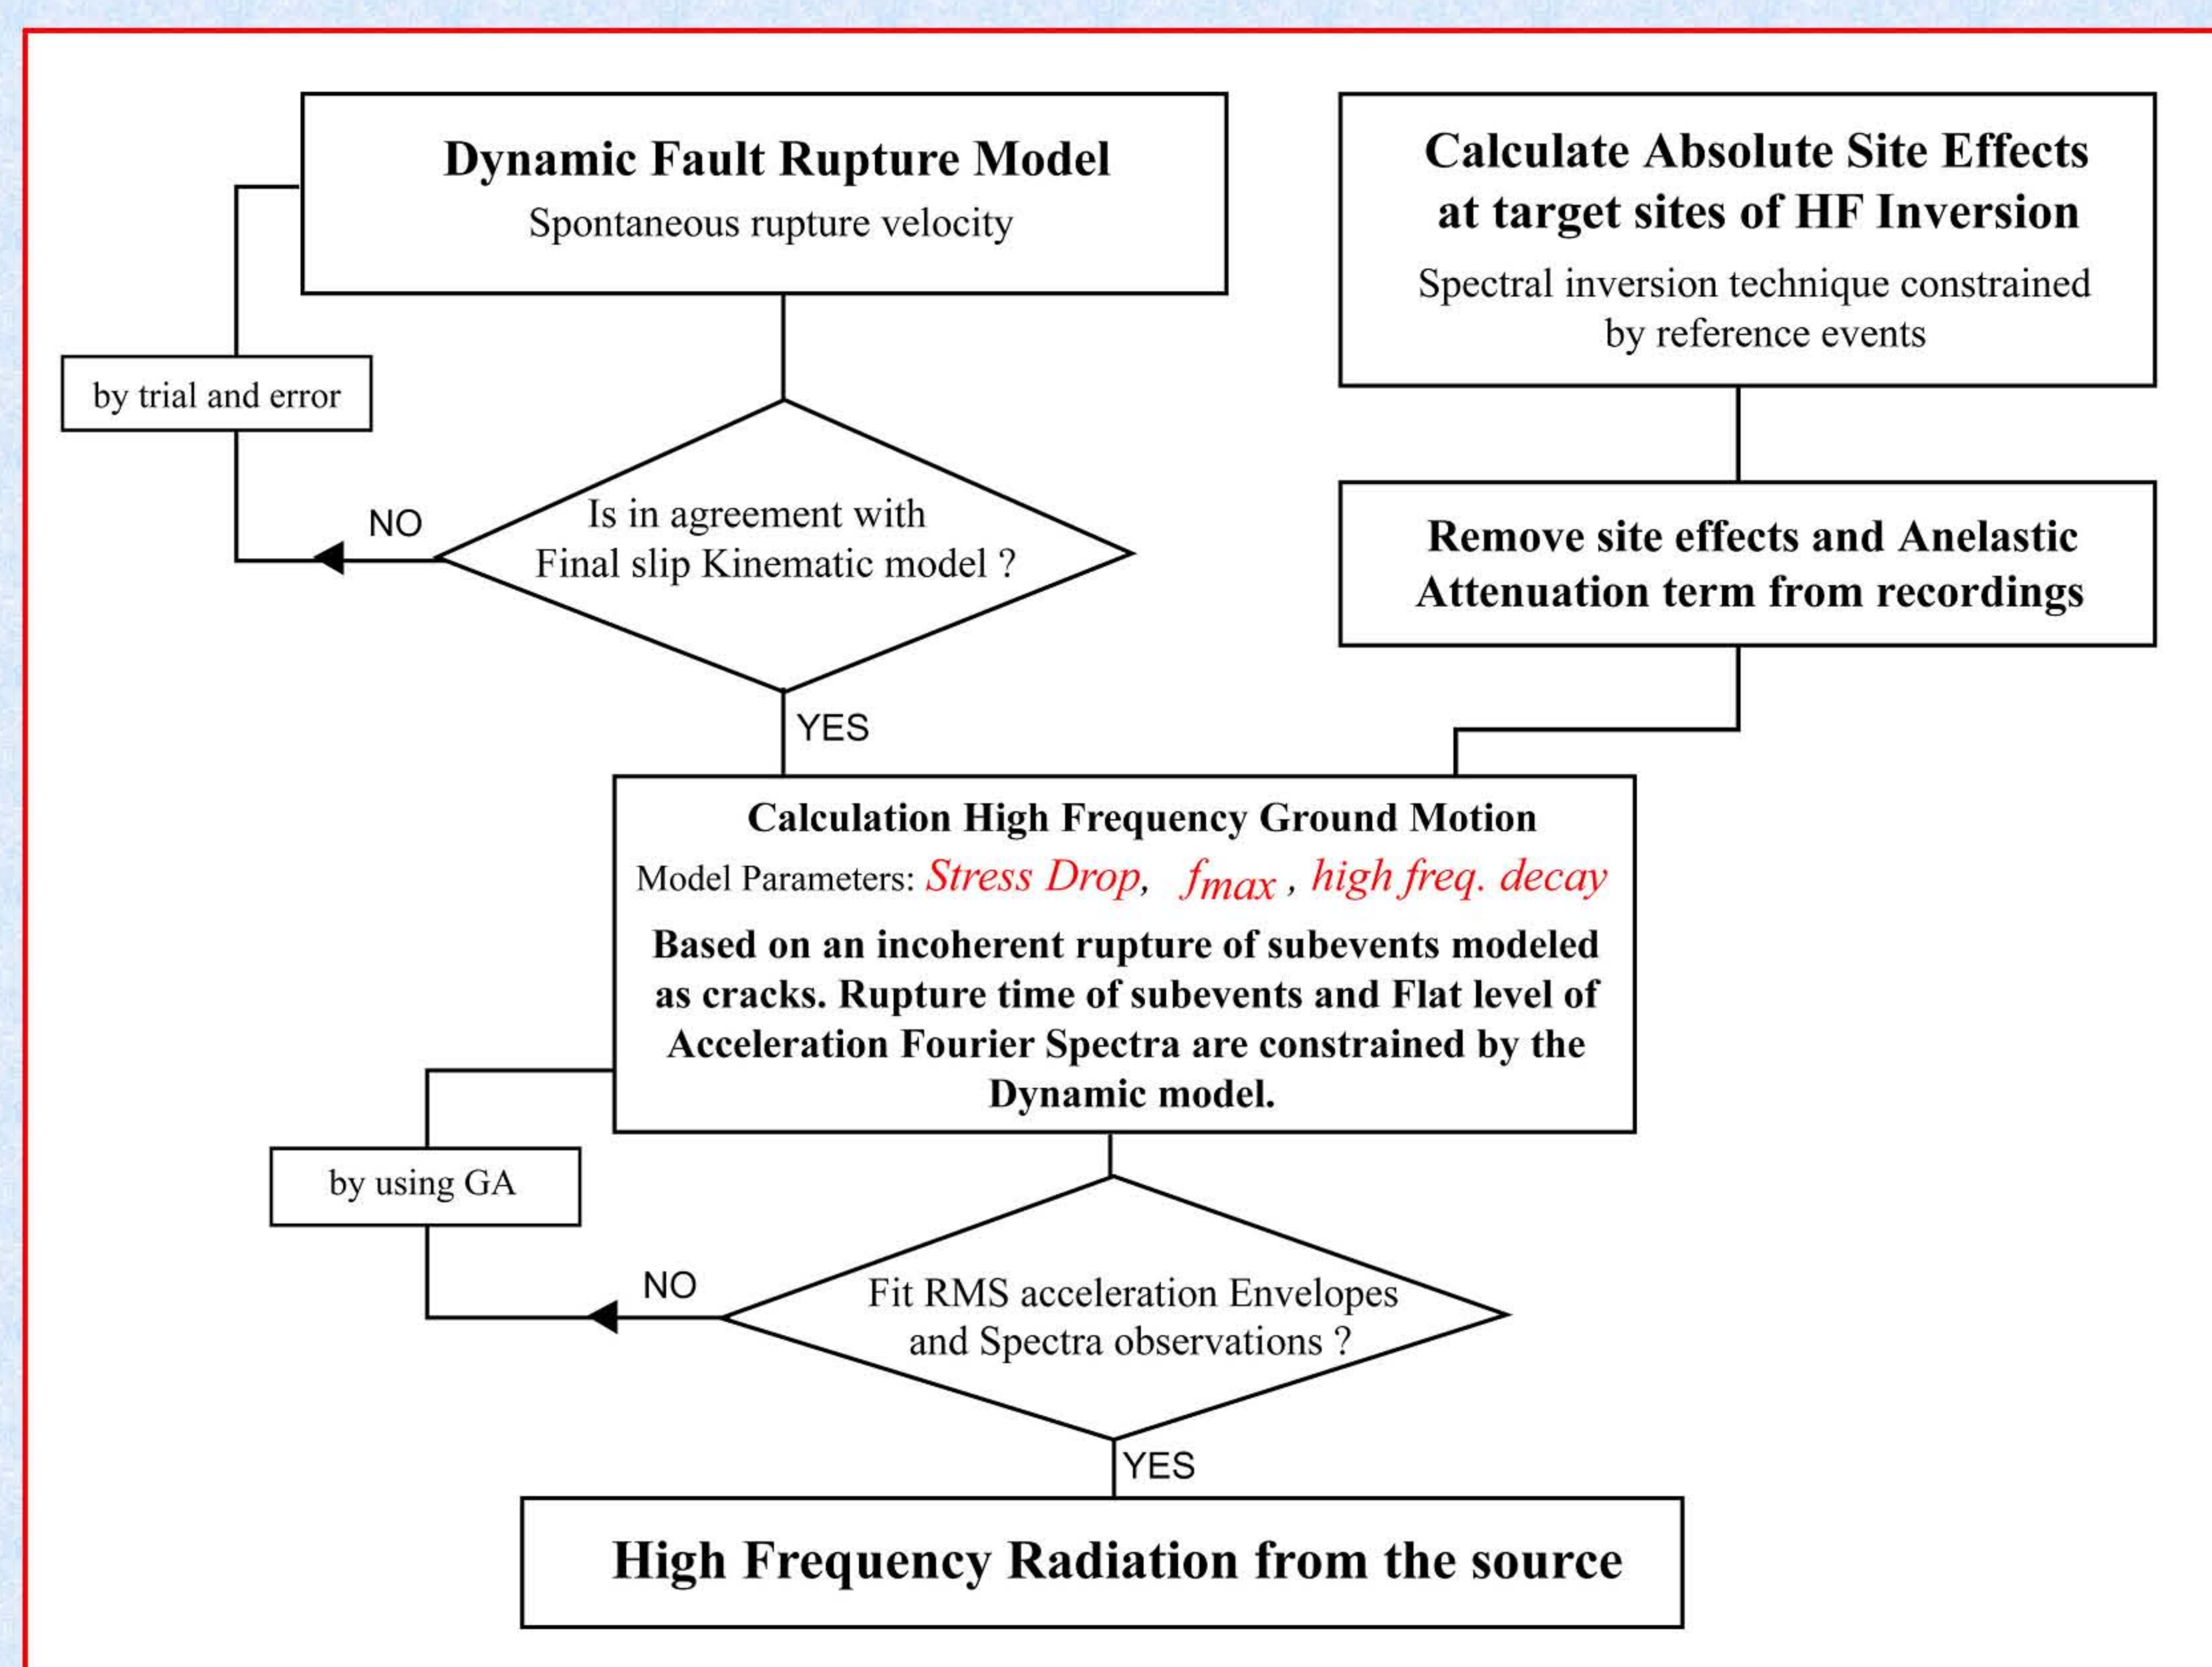 Dynamic Fault Rupture Model
Spontaneous rupture velocity
by trial and error
NO
Is in agreement with
Final slip Kinematic model ?
YES
Calculate Absolute Site Effects
at target sites of HF Inversion
Spectral inversion technique constrained
by reference events
Remove site effects and Anelastic
Attenuation term from recordings
Calculation High Frequency Ground Motion
Model Parameters: Stress Drop, fmax , high freq. decay
Based on an incoherent rupture of subevents modeled
as cracks. Rupture time of subevents and Flat level of
Acceleration Fourier Spectra are constrained by the
Dynamic model.
by using GA
NO
Fit RMS acceleration Envelopes
and Spectra observations ?
YES
High Frequency Radiation from the source